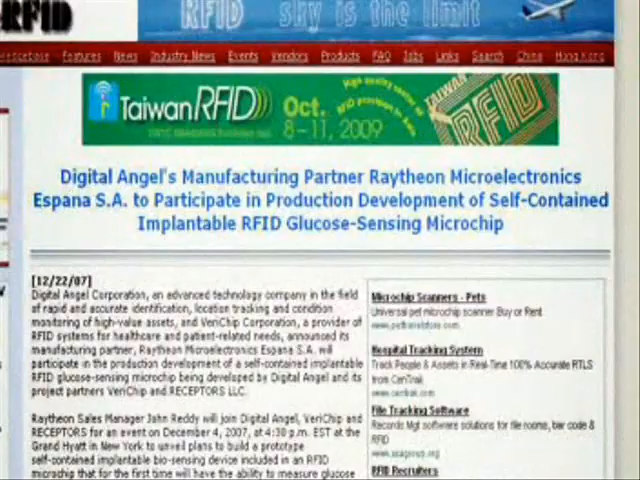 RFID
RFID sky is the limit
Features News Industry News Events Vendors Products FAQ Jobs Links Search China Hong Kong
TaiwanRFID
Oct.
8-11, 2009
TAIWAN
RFID
Digital Angel's Manufacturing Partner Raytheon Microelectronics
Espana S.A. to Participate in Production Development of Self-Contained
Implantable RFID Glucose-Sensing Microchip
[12/22/07]
Digital Angel Corporation, an advanced technology company in the field
of rapid and accurate identification, location tracking and condition
monitoring of high-value assets, and VeriChip Corporation, a provider of
RFID systems for healthcare and patient-related needs, announced its
manufacturing partner, Raytheon Microelectronics Espana S.A. will
participate in the production development of a self-contained implantable
RFID glucose-sensing microchip being developed by Digital Angel and its
project partners VeriChip and RECEPTORS LLC.
Raytheon Sales Manager John Reddy will join Digital Angel, VeriChip and
RECEPTORS for an event on December 4, 2007, at 4:30 p.m. EST at the
Grand Hyatt in New York to unveil plans to build a prototype
self-contained implantable bio-sensing device included in an RFID
microchip that for the first time will have the ability to measure glucose
Microchip Scanners - Pets
Universal pet microchip scanner Buy or Rent
Hospital Tracking System
Track People & Assets in Real-Time 100% Accurate RTLS
from CenTrak
www.centrak.com
File Tracking Software
Records Mgt software solutions for file rooms, bar code &
RFID
RFID Recruiters